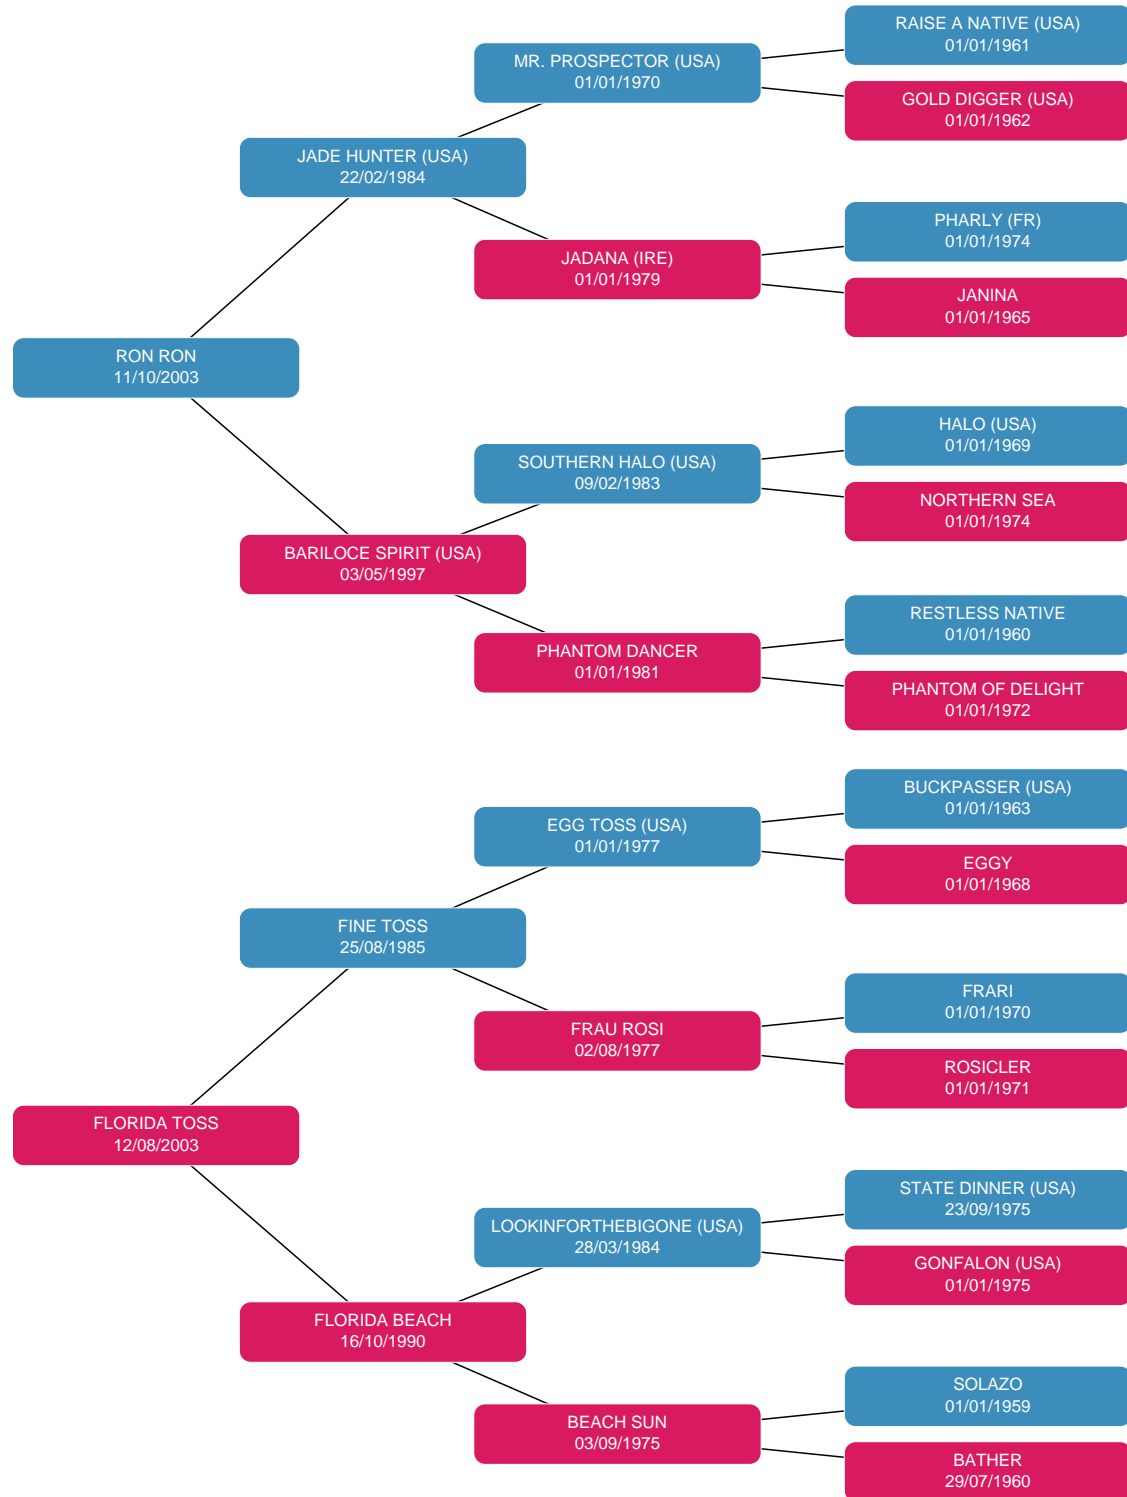 RAISE A NATIVE (USA)
01/01/1961
MR. PROSPECTOR (USA)
01/01/1970
GOLD DIGGER (USA)
01/01/1962
JADE HUNTER (USA)
22/02/1984
PHARLY (FR)
01/01/1974
JADANA (IRE)
01/01/1979
JANINA
01/01/1965
RON RON
11/10/2003
HALO (USA)
01/01/1969
SOUTHERN HALO (USA)
09/02/1983
NORTHERN SEA
01/01/1974
BARILOCE SPIRIT (USA)
03/05/1997
RESTLESS NATIVE
01/01/1960
PHANTOM DANCER
01/01/1981
PHANTOM OF DELIGHT
01/01/1972
BUCKPASSER (USA)
01/01/1963
EGG TOSS (USA)
01/01/1977
EGGY
01/01/1968
FINE TOSS
25/08/1985
FRARI
01/01/1970
FRAU ROSI
02/08/1977
ROSICLER
01/01/1971
FLORIDA TOSS
12/08/2003
STATE DINNER (USA)
23/09/1975
LOOKINFORTHEBIGONE (USA)
28/03/1984
GONFALON (USA)
01/01/1975
FLORIDA BEACH
16/10/1990
SOLAZO
01/01/1959
BEACH SUN
03/09/1975
BATHER
29/07/1960